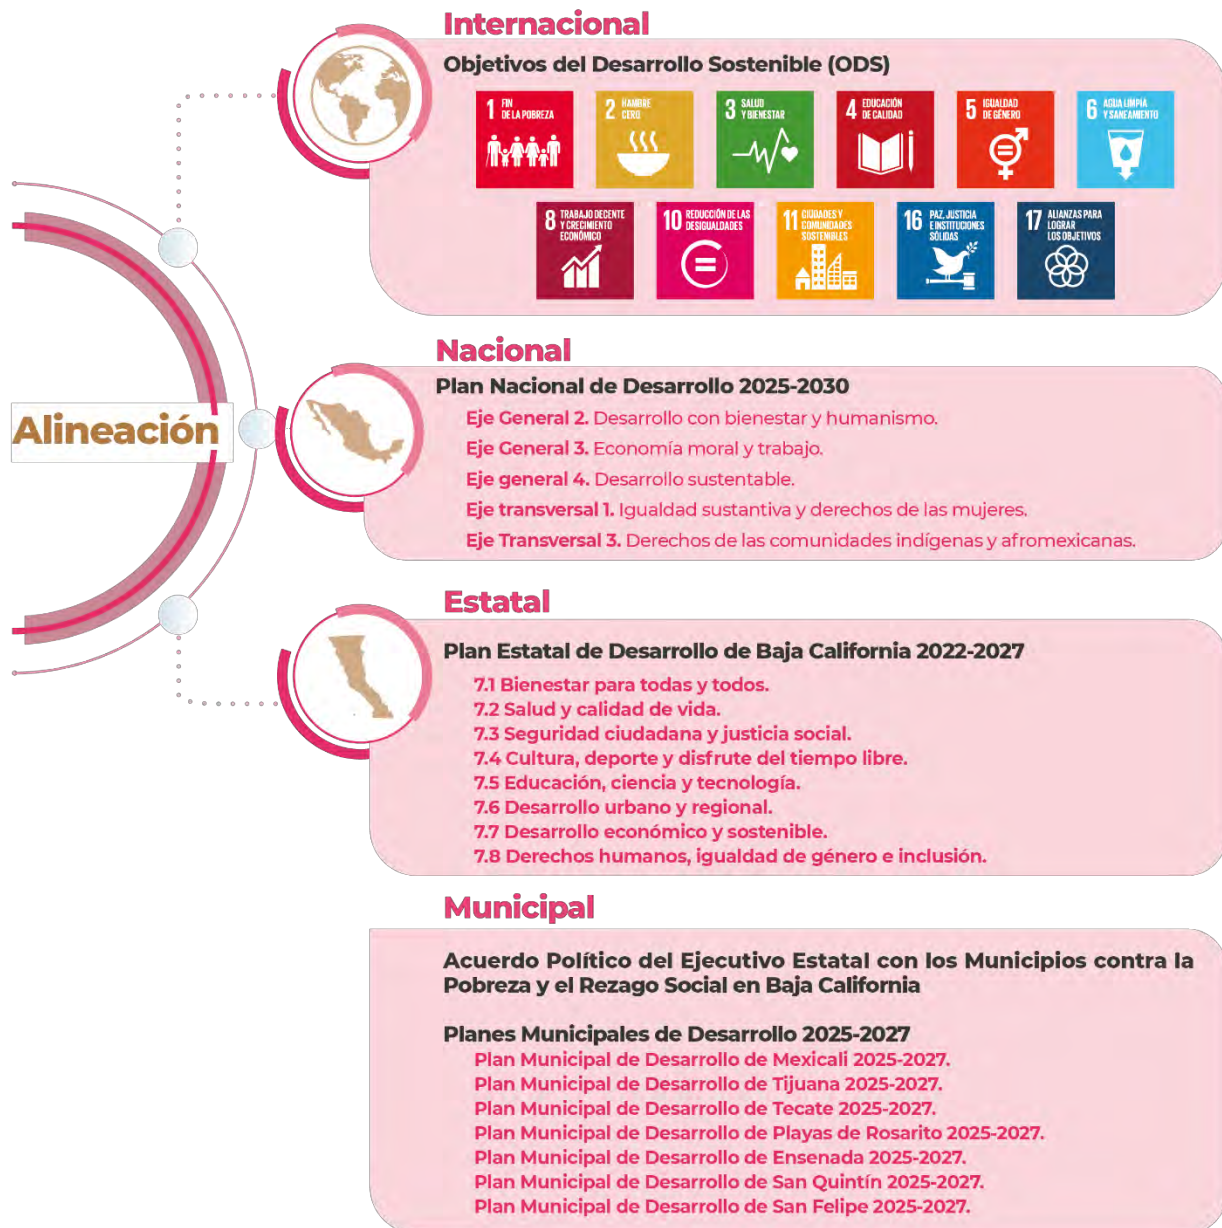 Internacional
Objetivos del Desarrollo Sostenible (ODS)
1 FIN
DE LA POBREZA
2 HAMBRE
CERO
3 SALUD
Y BIENESTAR
4 EDUCACIÓN
DE CALIDAD
5 IGUALDAD
DE GÉNERO
6 AGUA LIMPIA
Y SANEAMIENTO
8 TRABAJO DECENTE
Y CRECIMIENTO
ECONÓMICO
10 REDUCCIÓN DE LAS
DESIGUALDADES
11 CIUDADES Y
COMUNIDADES
SOSTENIBLES
16 PAZ, JUSTICIA
E INSTITUCIONES
SÓLIDAS
17 ALIANZAS PARA
LOGRAR
LOS OBJETIVOS
Alineación
Nacional
Plan Nacional de Desarrollo 2025-2030
Eje General 2. Desarrollo con bienestar y humanismo.
Eje General 3. Economía moral y trabajo.
Eje general 4. Desarrollo sustentable.
Eje transversal 1. Igualdad sustantiva y derechos de las mujeres.
Eje Transversal 3. Derechos de las comunidades indígenas y afromexicanas.
Estatal
Plan Estatal de Desarrollo de Baja California 2022-2027
7.1 Bienestar para todas y todos.
7.2 Salud y calidad de vida.
7.3 Seguridad ciudadana y justicia social.
7.4 Cultura, deporte y disfrute del tiempo libre.
7.5 Educación, ciencia y tecnología.
7.6 Desarrollo urbano y regional.
7.7 Desarrollo económico y sostenible.
7.8 Derechos humanos, igualdad de género e inclusión.
Municipal
Acuerdo Político del Ejecutivo Estatal con los Municipios contra la
Pobreza y el Rezago Social en Baja California
Planes Municipales de Desarrollo 2025-2027
Plan Municipal de Desarrollo de Mexicali 2025-2027.
Plan Municipal de Desarrollo de Tijuana 2025-2027.
Plan Municipal de Desarrollo de Tecate 2025-2027.
Plan Municipal de Desarrollo de Playas de Rosarito 2025-2027.
Plan Municipal de Desarrollo de Ensenada 2025-2027.
Plan Municipal de Desarrollo de San Quintín 2025-2027.
Plan Municipal de Desarrollo de San Felipe 2025-2027.